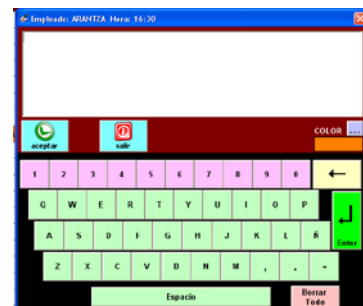 Empleado: ARANTZA Hora: 16:30
aceptar salir COLOR ...
1 2 3 4 5 6 7 8 9 0 ←
Q W E R T Y U I O P
A S D F G H J K L Ñ Enter
Z X C V B N M , . -
Espacio Borrar
Todo